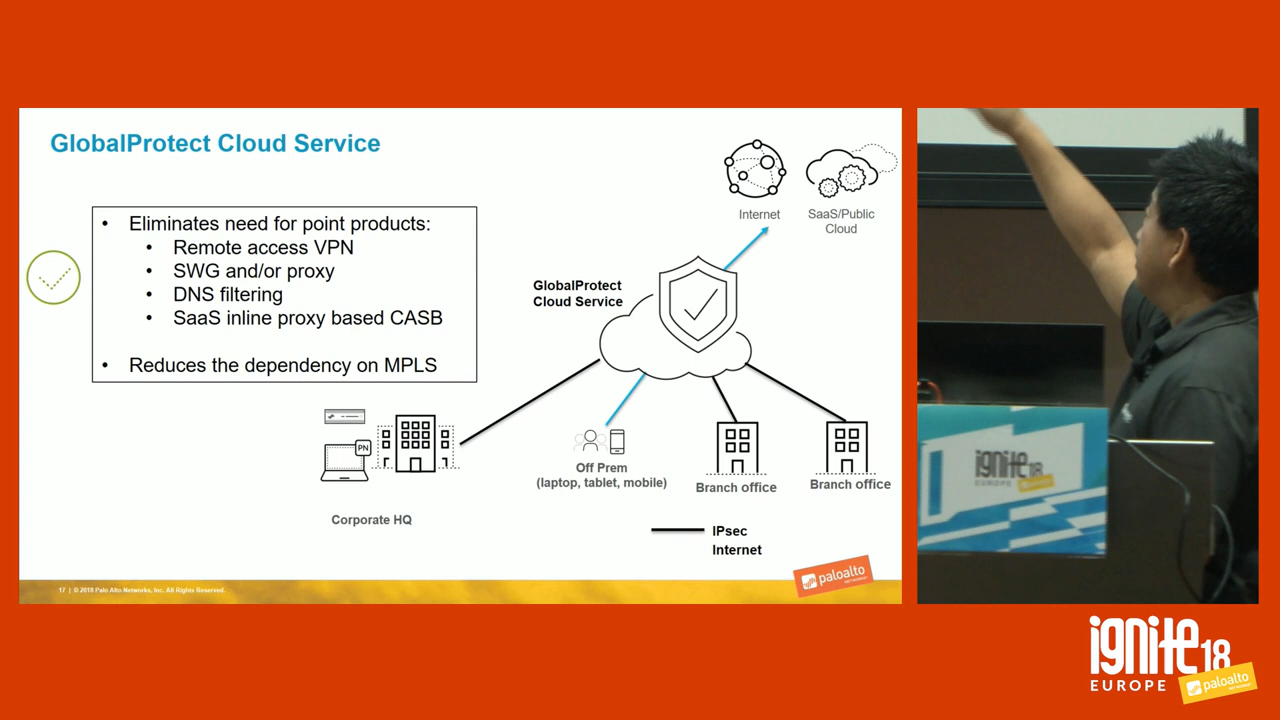 GlobalProtect Cloud Service
• Eliminates need for point products:
• Remote access VPN
• SWG and/or proxy
• DNS filtering
• SaaS inline proxy based CASB
• Reduces the dependency on MPLS
Internet
SaaS/Public
Cloud
GlobalProtect
Cloud Service
PN
Corporate HQ
Off Prem
(laptop, tablet, mobile)
Branch office
Branch office
IPsec
Internet
17 | © 2018 Palo Alto Networks, Inc. All Rights Reserved.
paloalto
NETWORKS
ignite18
EUROPE
ignite18
EUROPE
paloalto
NETWORKS